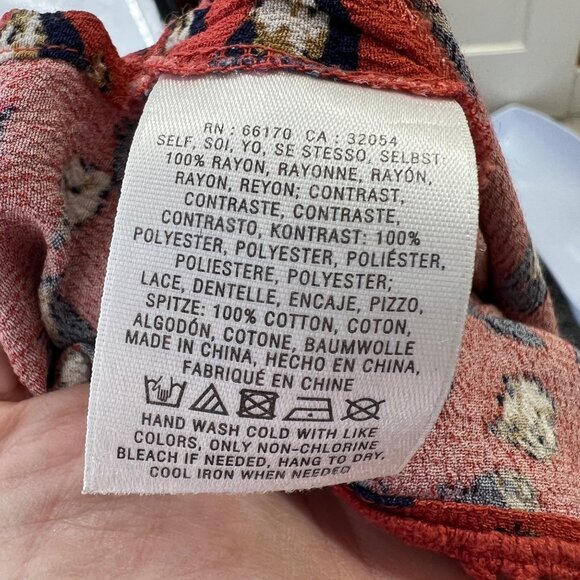 RN : 66170 CA : 32054
SELF, SOI, YO, SE STESSO, SELBST:
100% RAYON, RAYONNE, RAYÓN,
RAYON, REYON; CONTRAST,
CONTRASTE, CONTRASTE,
CONTRASTO, KONTRAST: 100%
POLYESTER, POLYESTER, POLIÉSTER,
POLIESTERE, POLYESTER;
LACE, DENTELLE, ENCAJE, PIZZO,
SPITZE: 100% COTTON, COTON,
ALGODÓN, COTONE, BAUMWOLLE
MADE IN CHINA, HECHO EN CHINA,
FABRIQUÉ EN CHINE
HAND WASH COLD WITH LIKE
COLORS, ONLY NON-CHLORINE
BLEACH IF NEEDED, HANG TO DRY,
COOL IRON WHEN NEEDED